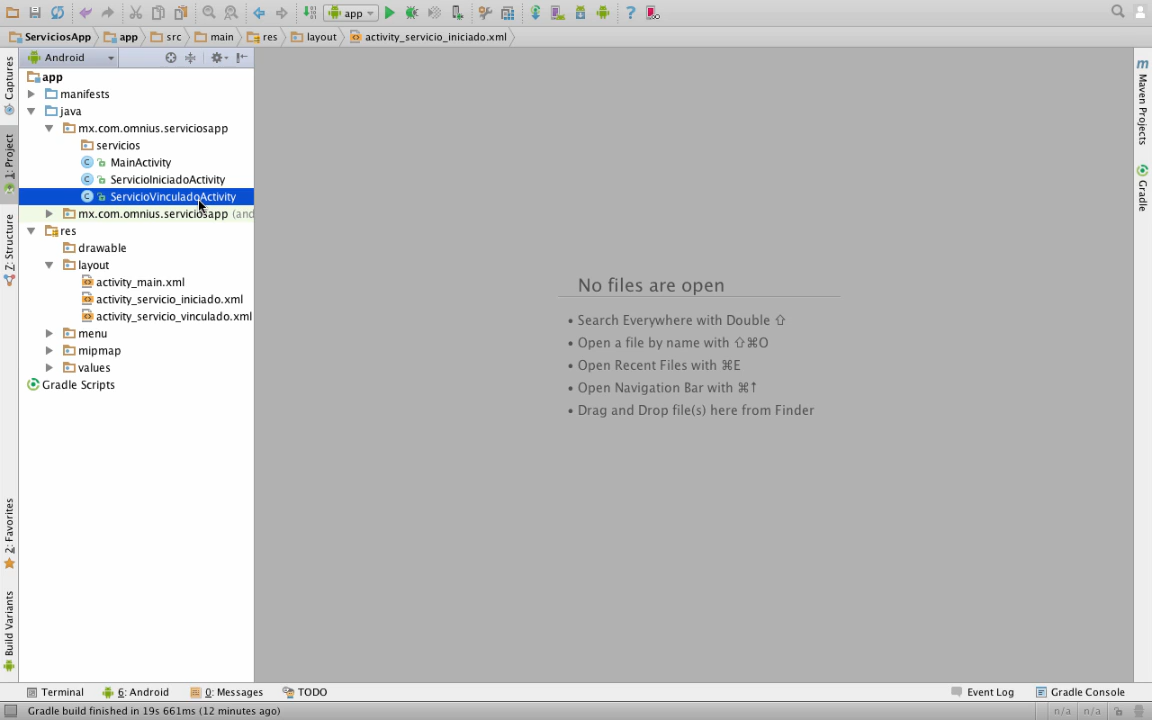 app
ServiciosApp app src main res layout activity_servicio_iniciado.xml
Captures
1: Project
Z: Structure
2: Favorites
Build Variants
Android
app
manifests
java
mx.com.omnius.serviciosapp
servicios
MainActivity
ServicioIniciadoActivity
ServicioVinculadoActivity
mx.com.omnius.serviciosapp (and
res
drawable
layout
activity_main.xml
activity_servicio_iniciado.xml
activity_servicio_vinculado.xml
menu
mipmap
values
Gradle Scripts
No files are open
• Search Everywhere with Double ⇧
• Open a file by name with ⇧⌘O
• Open Recent Files with ⌘E
• Open Navigation Bar with ⌘↑
• Drag and Drop file(s) here from Finder
m
Maven Projects
Gradle
Terminal 6: Android 0: Messages TODO Event Log Gradle Console
Gradle build finished in 19s 661ms (12 minutes ago) n/a n/a